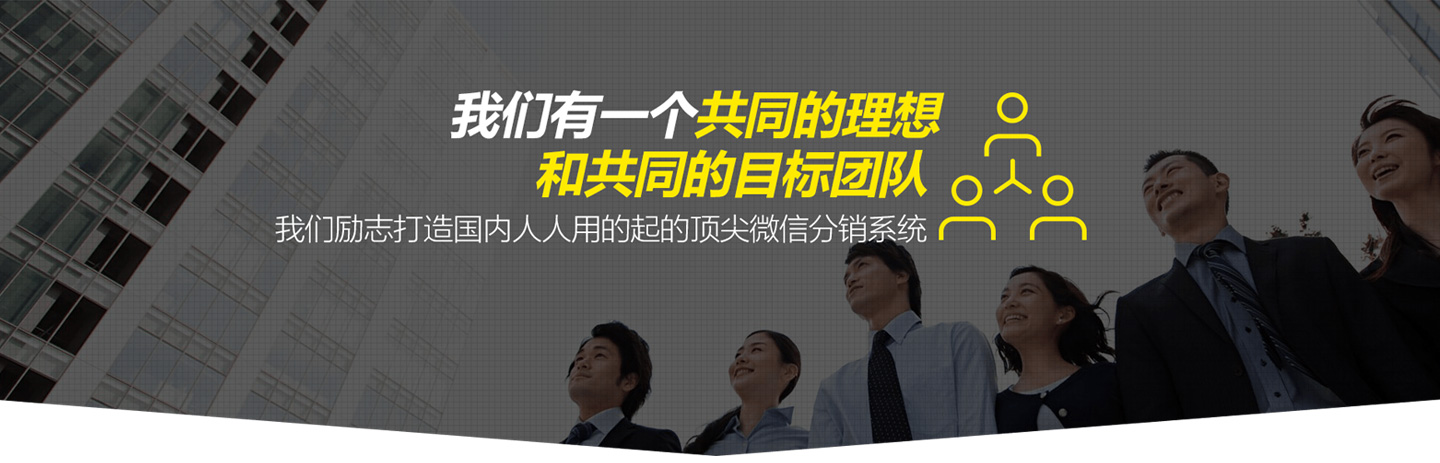 我们有一个共同的理想
和共同的目标团队
我们励志打造国内人人用的起的顶尖微信分销系统